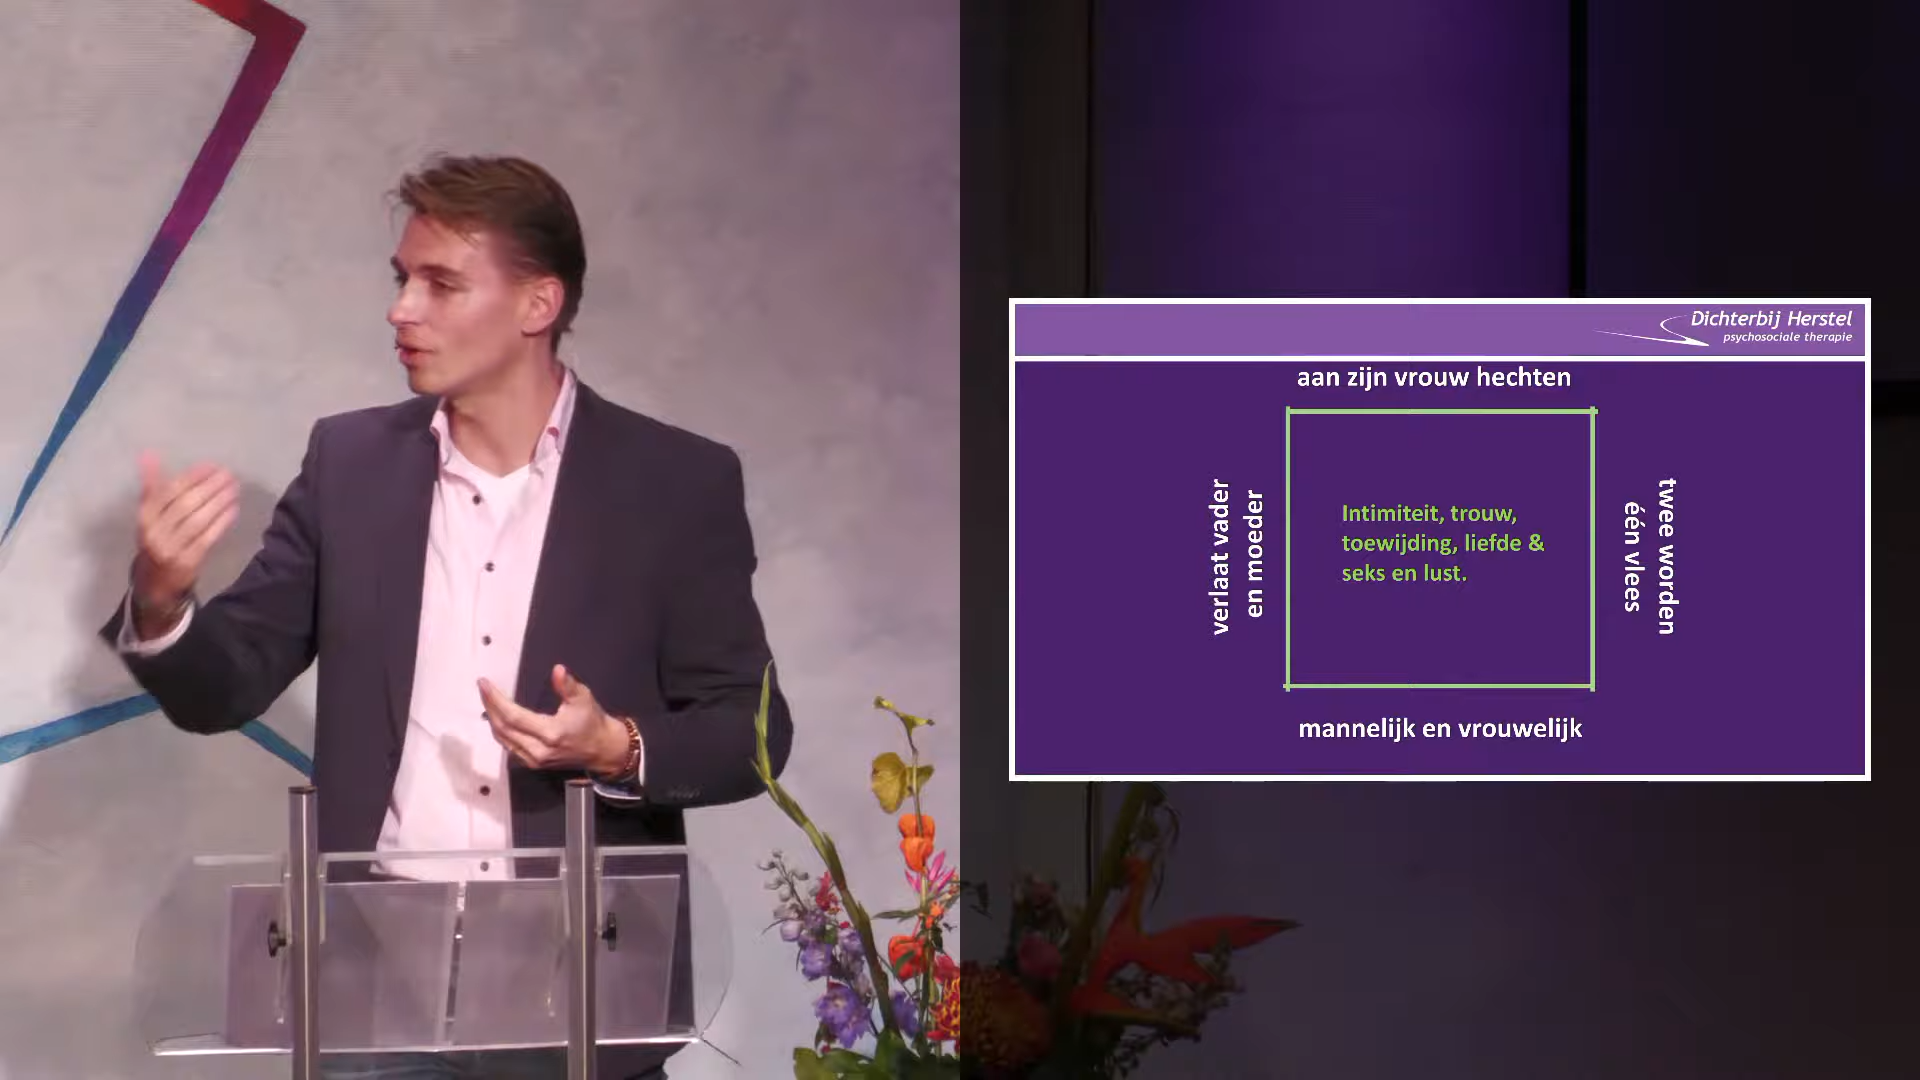 Dichterbij Herstel
psychosociale therapie
aan zijn vrouw hechten
verlaat vader
en moeder
Intimiteit, trouw,
toewijding, liefde &
seks en lust.
twee worden
één vlees
mannelijk en vrouwelijk